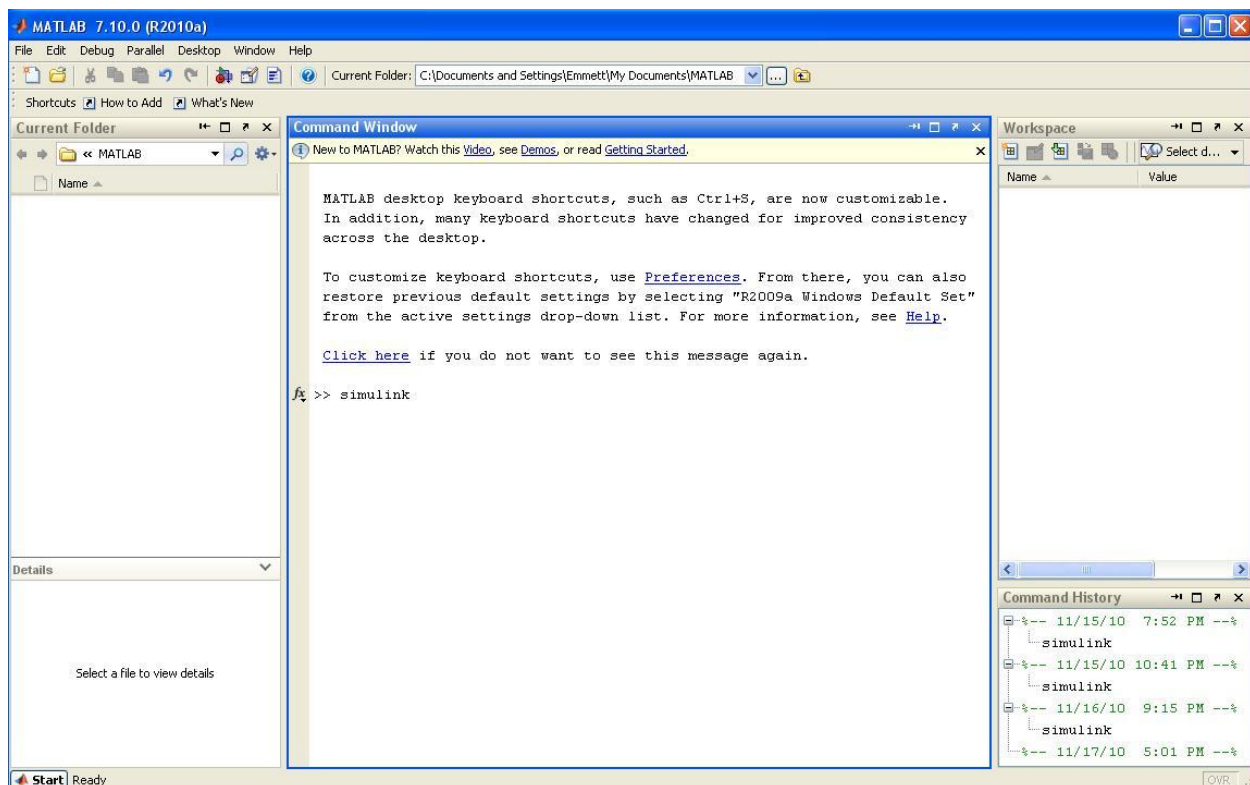 MATLAB 7.10.0 (R2010a)
File Edit Debug Parallel Desktop Window Help
Current Folder: C:\Documents and Settings\Emmett\My Documents\MATLAB ...
Shortcuts How to Add What's New
Current Folder
« MATLAB
Name
Details
Select a file to view details
Command Window
New to MATLAB? Watch this Video, see Demos, or read Getting Started.
MATLAB desktop keyboard shortcuts, such as Ctrl+S, are now customizable.
In addition, many keyboard shortcuts have changed for improved consistency
across the desktop.
To customize keyboard shortcuts, use Preferences. From there, you can also
restore previous default settings by selecting "R2009a Windows Default Set"
from the active settings drop-down list. For more information, see Help.
Click here if you do not want to see this message again.
fx >> simulink
Workspace
Select d...
Name Value
Command History
%-- 11/15/10 7:52 PM --%
simulink
%-- 11/15/10 10:41 PM --%
simulink
%-- 11/16/10 9:15 PM --%
simulink
%-- 11/17/10 5:01 PM --%
Start Ready
OVR